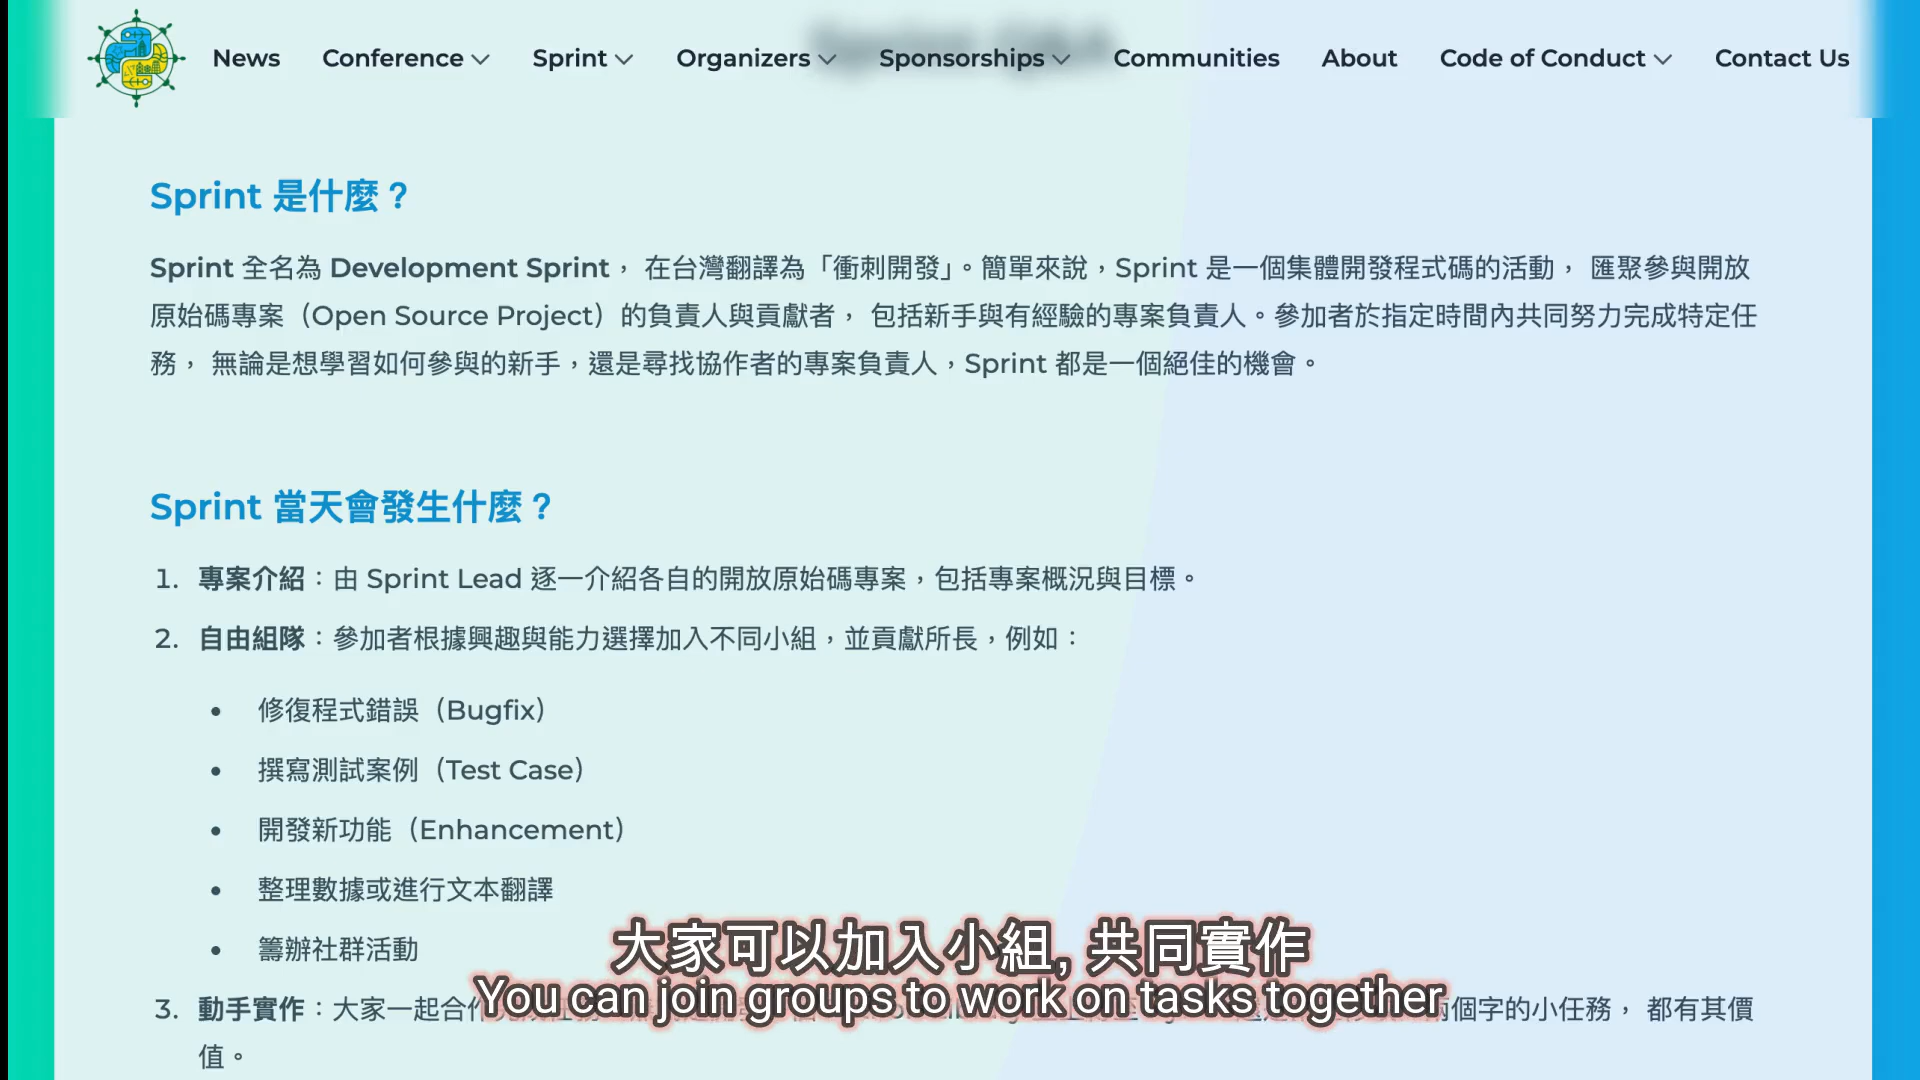 News Conference Sprint Organizers Sponsorships Communities About Code of Conduct Contact Us
Sprint 是什麼？
Sprint 全名為 Development Sprint， 在台灣翻譯為「衝刺開發」。簡單來說，Sprint 是一個集體開發程式碼的活動， 匯聚參與開放
原始碼專案（Open Source Project）的負責人與貢獻者， 包括新手與有經驗的專案負責人。參加者於指定時間內共同努力完成特定任
務， 無論是想學習如何參與的新手，還是尋找協作者的專案負責人，Sprint 都是一個絕佳的機會。
Sprint 當天會發生什麼？
1. 專案介紹：由 Sprint Lead 逐一介紹各自的開放原始碼專案，包括專案概況與目標。
2. 自由組隊：參加者根據興趣與能力選擇加入不同小組，並貢獻所長，例如：
• 修復程式錯誤（Bugfix）
• 撰寫測試案例（Test Case）
• 開發新功能（Enhancement）
• 整理數據或進行文本翻譯
• 籌辦社群活動
大家可以加入小組, 共同實作
You can join groups to work on tasks together
3. 動手實作：大家一起合作 個字的小任務， 都有其價
值。